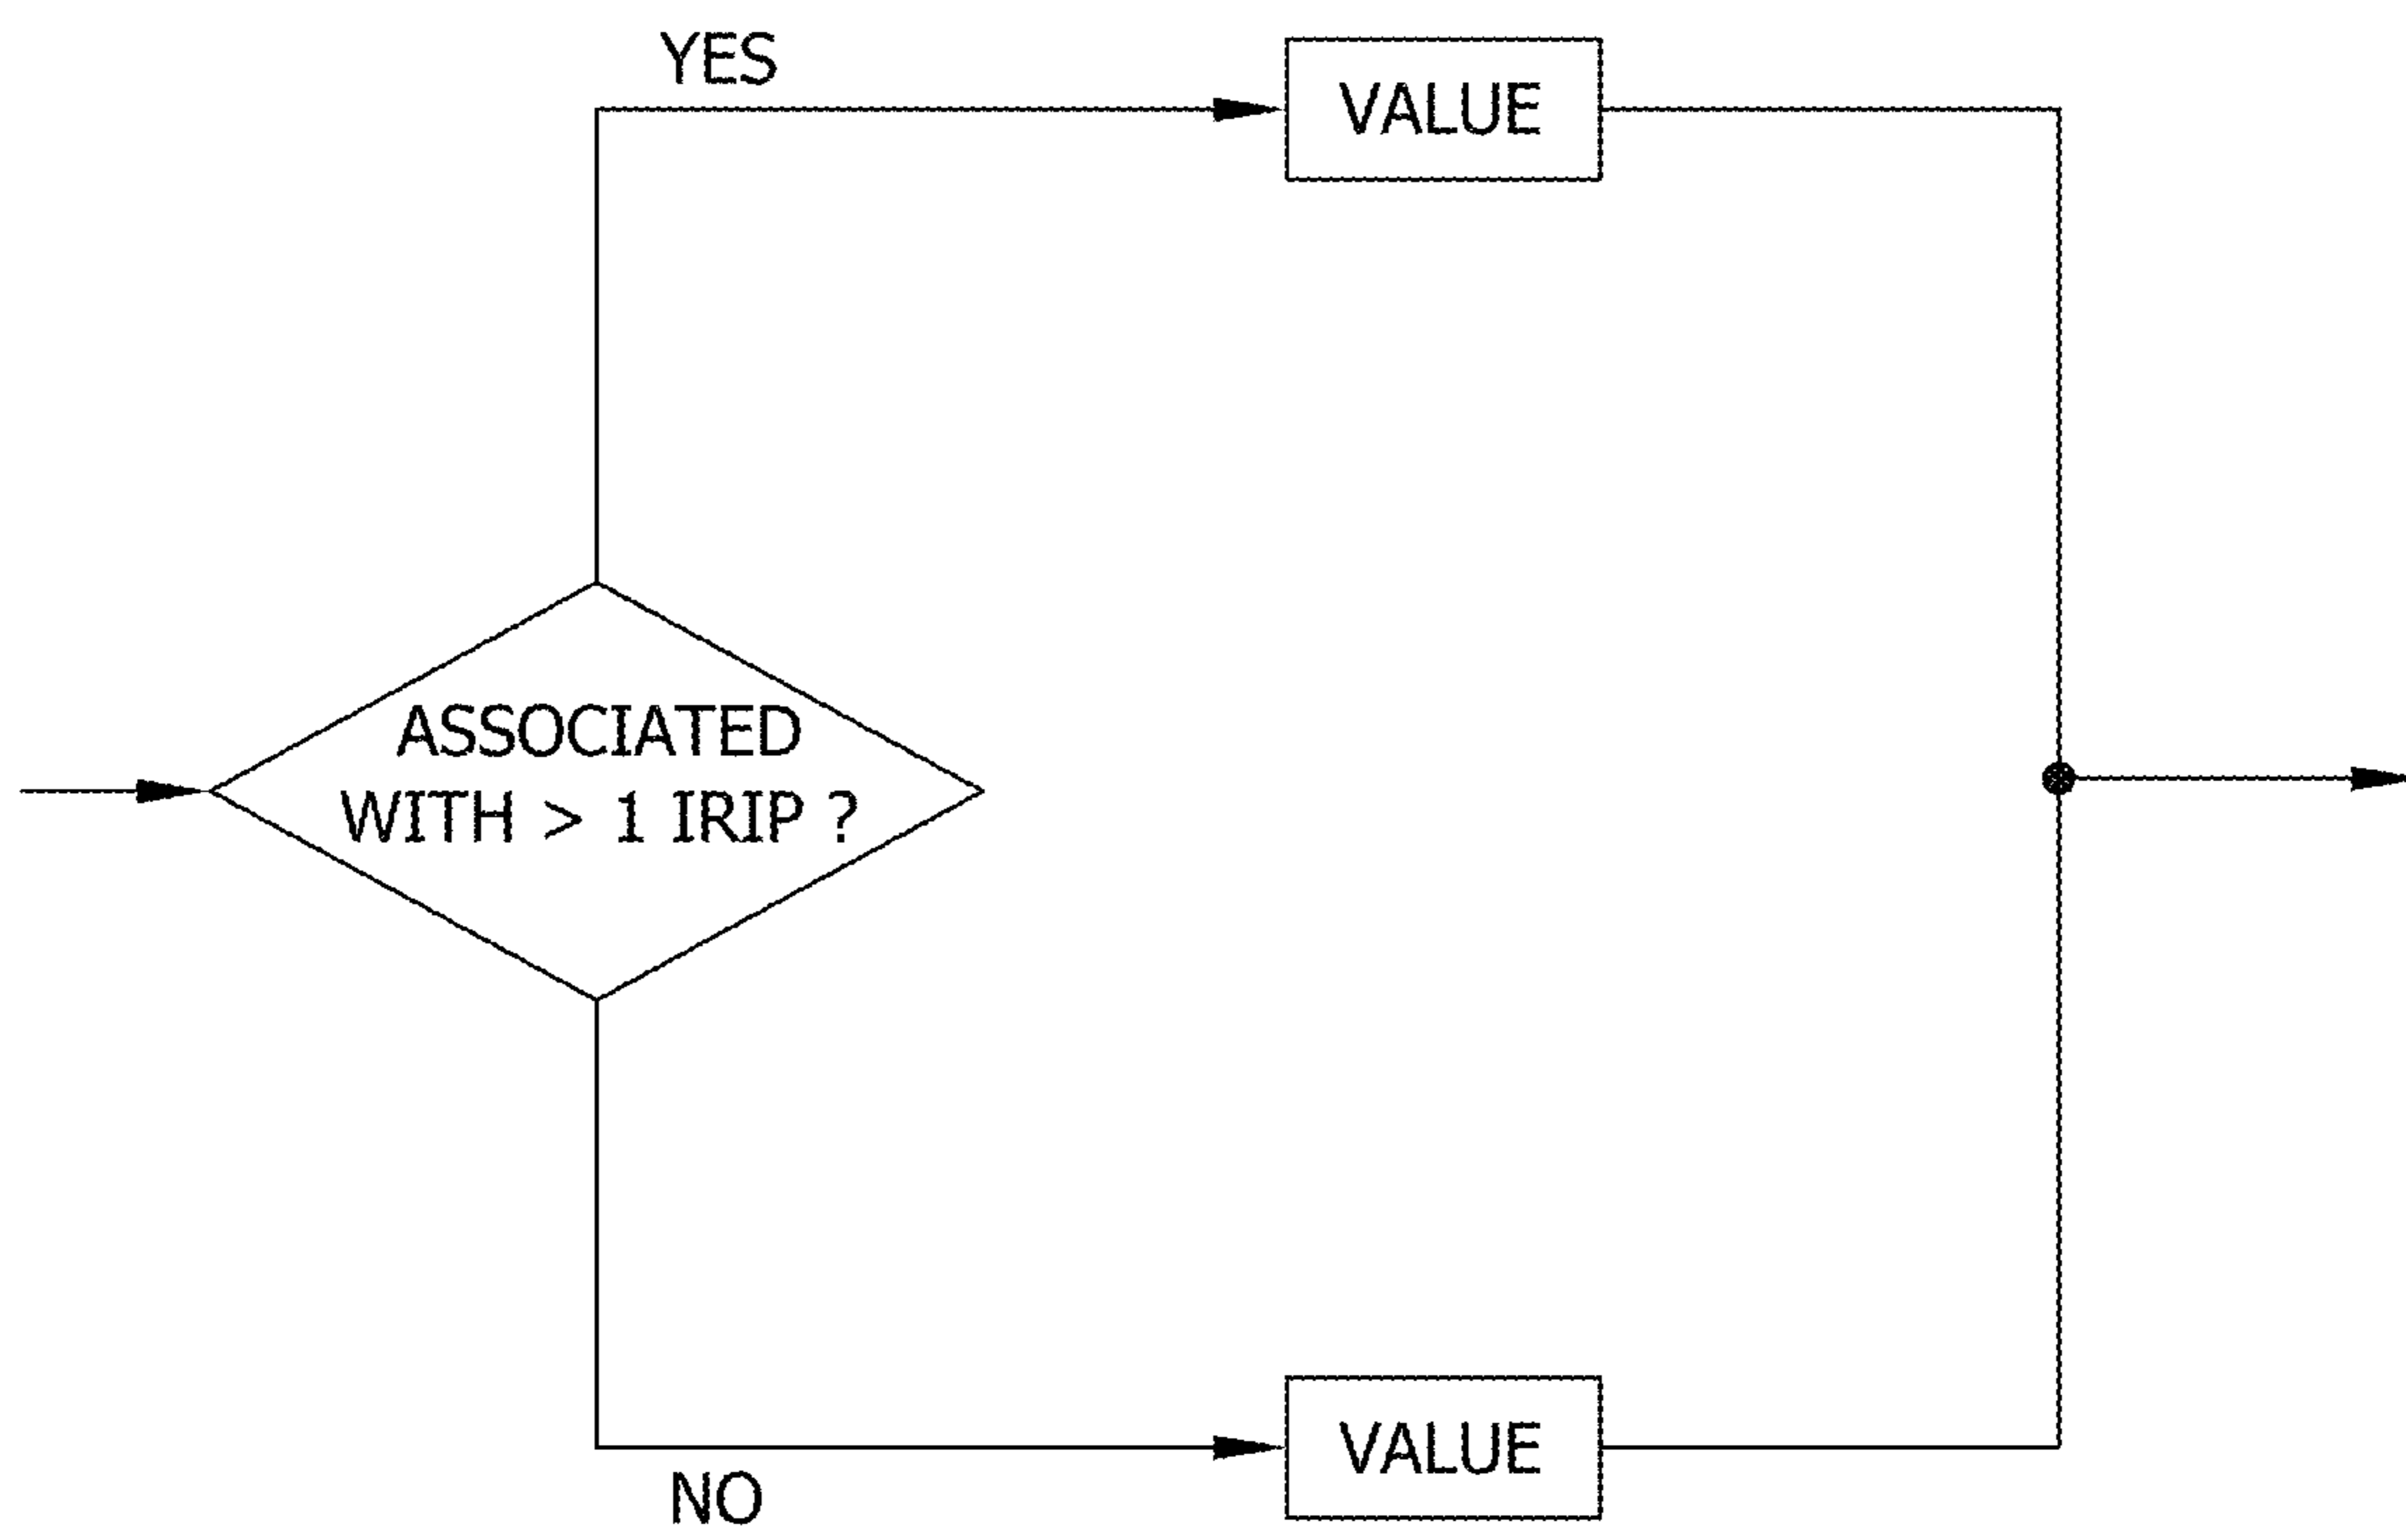 YES
VALUE
ASSOCIATED
WITH > 1 IRIP ?
VALUE
NO